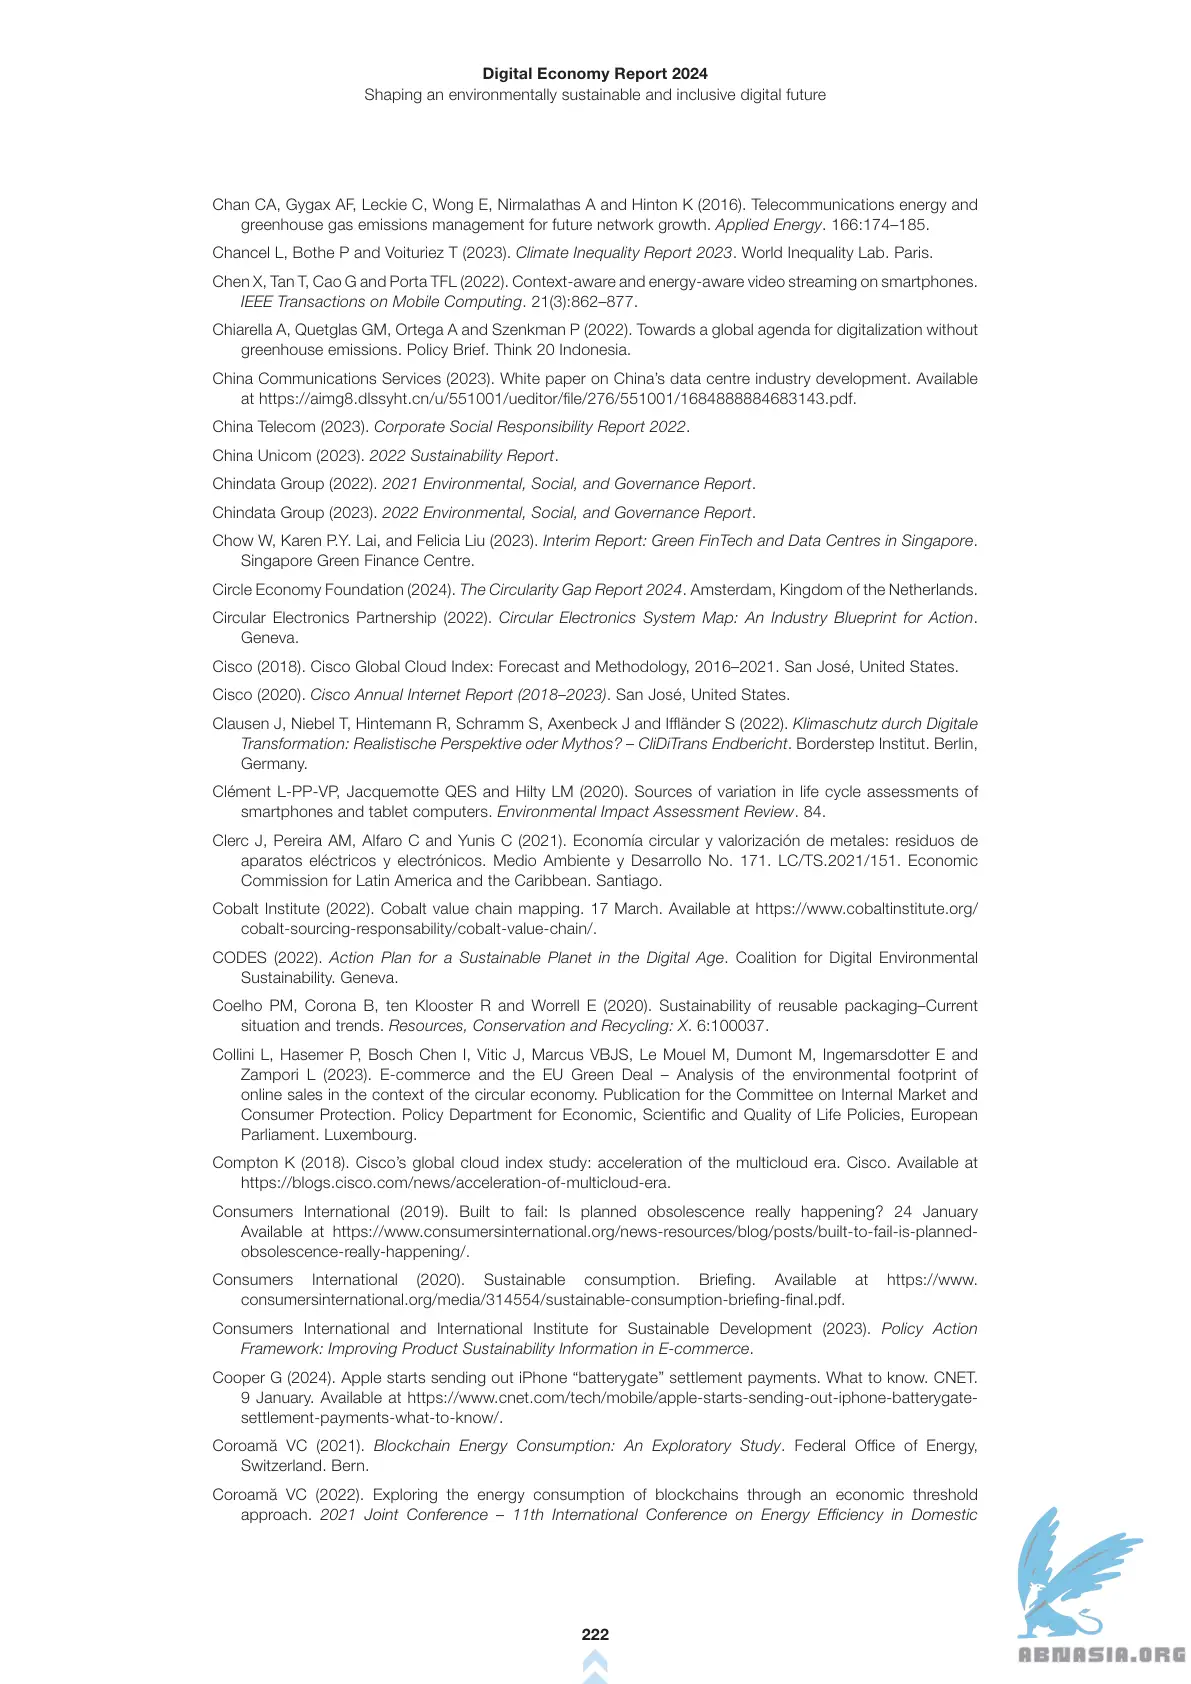 Digital Economy Report 2024
Shaping an environmentally sustainable and inclusive digital future
Chan CA, Gygax AF, Leckie C, Wong E, Nirmalathas A and Hinton K (2016). Telecommunications energy and
greenhouse gas emissions management for future network growth. Applied Energy. 166:174–185.
Chancel L, Bothe P and Voituriez T (2023). Climate Inequality Report 2023. World Inequality Lab. Paris.
Chen X, Tan T, Cao G and Porta TFL (2022). Context-aware and energy-aware video streaming on smartphones.
IEEE Transactions on Mobile Computing. 21(3):862–877.
Chiarella A, Quetglas GM, Ortega A and Szenkman P (2022). Towards a global agenda for digitalization without
greenhouse emissions. Policy Brief. Think 20 Indonesia.
China Communications Services (2023). White paper on China’s data centre industry development. Available
at https://aimg8.dlssyht.cn/u/551001/ueditor/file/276/551001/1684888884683143.pdf.
China Telecom (2023). Corporate Social Responsibility Report 2022.
China Unicom (2023). 2022 Sustainability Report.
Chindata Group (2022). 2021 Environmental, Social, and Governance Report.
Chindata Group (2023). 2022 Environmental, Social, and Governance Report.
Chow W, Karen P.Y. Lai, and Felicia Liu (2023). Interim Report: Green FinTech and Data Centres in Singapore.
Singapore Green Finance Centre.
Circle Economy Foundation (2024). The Circularity Gap Report 2024. Amsterdam, Kingdom of the Netherlands.
Circular Electronics Partnership (2022). Circular Electronics System Map: An Industry Blueprint for Action.
Geneva.
Cisco (2018). Cisco Global Cloud Index: Forecast and Methodology, 2016–2021. San José, United States.
Cisco (2020). Cisco Annual Internet Report (2018–2023). San José, United States.
Clausen J, Niebel T, Hintemann R, Schramm S, Axenbeck J and Iffländer S (2022). Klimaschutz durch Digitale
Transformation: Realistische Perspektive oder Mythos? – CliDiTrans Endbericht. Borderstep Institut. Berlin,
Germany.
Clément L-PP-VP, Jacquemotte QES and Hilty LM (2020). Sources of variation in life cycle assessments of
smartphones and tablet computers. Environmental Impact Assessment Review. 84.
Clerc J, Pereira AM, Alfaro C and Yunis C (2021). Economía circular y valorización de metales: residuos de
aparatos eléctricos y electrónicos. Medio Ambiente y Desarrollo No. 171. LC/TS.2021/151. Economic
Commission for Latin America and the Caribbean. Santiago.
Cobalt Institute (2022). Cobalt value chain mapping. 17 March. Available at https://www.cobaltinstitute.org/
cobalt-sourcing-responsability/cobalt-value-chain/.
CODES (2022). Action Plan for a Sustainable Planet in the Digital Age. Coalition for Digital Environmental
Sustainability. Geneva.
Coelho PM, Corona B, ten Klooster R and Worrell E (2020). Sustainability of reusable packaging–Current
situation and trends. Resources, Conservation and Recycling: X. 6:100037.
Collini L, Hasemer P, Bosch Chen I, Vitic J, Marcus VBJS, Le Mouel M, Dumont M, Ingemarsdotter E and
Zampori L (2023). E-commerce and the EU Green Deal – Analysis of the environmental footprint of
online sales in the context of the circular economy. Publication for the Committee on Internal Market and
Consumer Protection. Policy Department for Economic, Scientific and Quality of Life Policies, European
Parliament. Luxembourg.
Compton K (2018). Cisco’s global cloud index study: acceleration of the multicloud era. Cisco. Available at
https://blogs.cisco.com/news/acceleration-of-multicloud-era.
Consumers International (2019). Built to fail: Is planned obsolescence really happening? 24 January
Available at https://www.consumersinternational.org/news-resources/blog/posts/built-to-fail-is-planned-
obsolescence-really-happening/.
Consumers International (2020). Sustainable consumption. Briefing. Available at https://www.
consumersinternational.org/media/314554/sustainable-consumption-briefing-final.pdf.
Consumers International and International Institute for Sustainable Development (2023). Policy Action
Framework: Improving Product Sustainability Information in E-commerce.
Cooper G (2024). Apple starts sending out iPhone “batterygate” settlement payments. What to know. CNET.
9 January. Available at https://www.cnet.com/tech/mobile/apple-starts-sending-out-iphone-batterygate-
settlement-payments-what-to-know/.
Coroamă VC (2021). Blockchain Energy Consumption: An Exploratory Study. Federal Office of Energy,
Switzerland. Bern.
Coroamă VC (2022). Exploring the energy consumption of blockchains through an economic threshold
approach. 2021 Joint Conference – 11th International Conference on Energy Efficiency in Domestic
222
ABNASIA.ORG